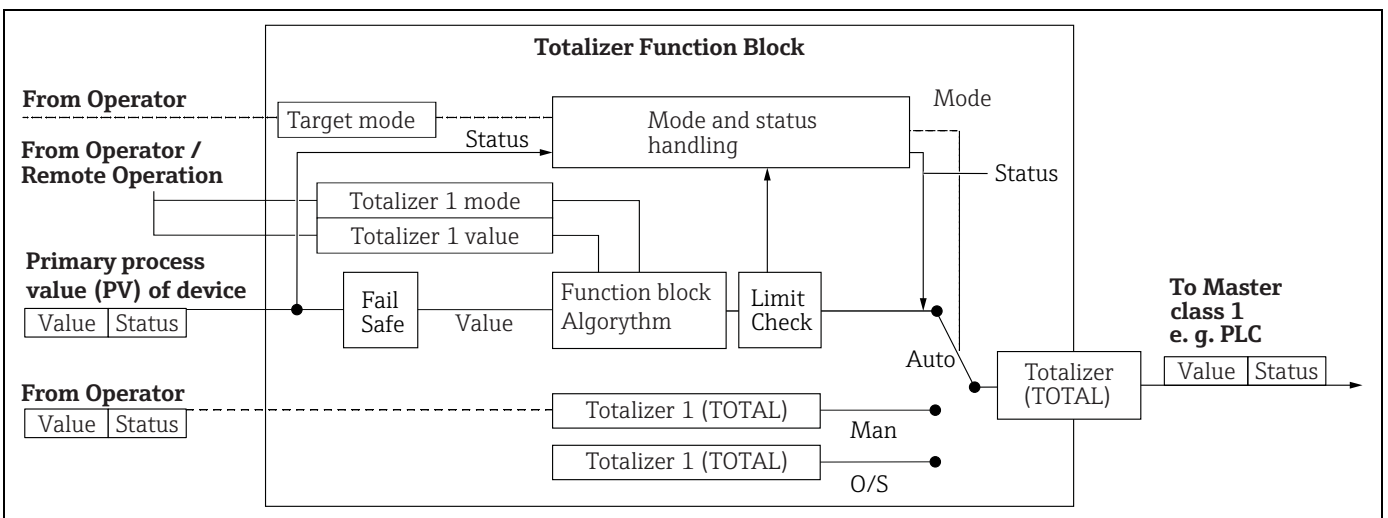 Totalizer Function Block
From Operator
Target mode
Mode and status
handling
Mode
Status
From Operator /
Remote Operation
Status
Totalizer 1 mode
Totalizer 1 value
Primary process
value (PV) of device
Value Status
Fail
Safe
Value
Function block
Algorythm
Limit
Check
Auto
To Master
class 1
e. g. PLC
Value Status
Totalizer
(TOTAL)
From Operator
Value Status
Totalizer 1 (TOTAL)
Man
Totalizer 1 (TOTAL)
O/S